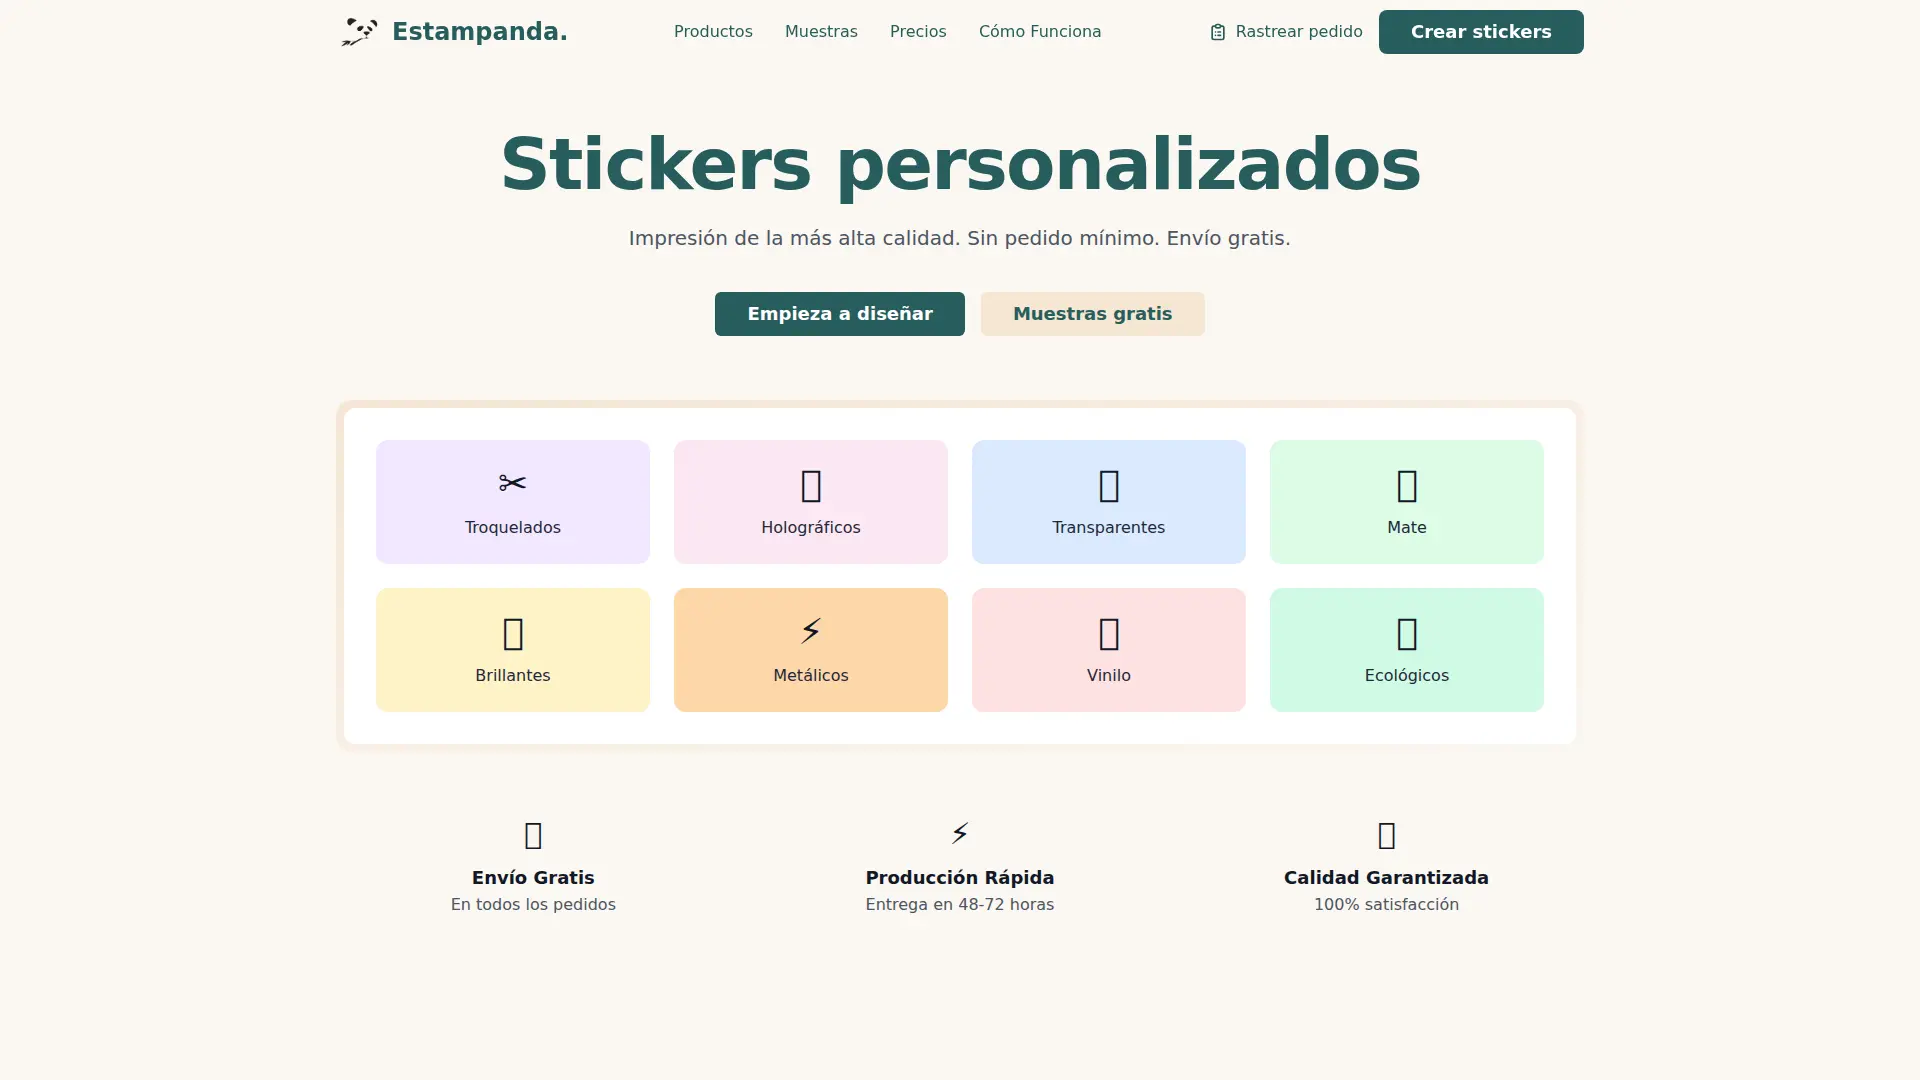 Estampanda.
Productos
Muestras
Precios
Cómo Funciona
Rastrear pedido
Crear stickers
Stickers personalizados
Impresión de la más alta calidad. Sin pedido mínimo. Envío gratis.
Empieza a diseñar
Muestras gratis
Troquelados
Holográficos
Transparentes
Mate
Brillantes
Metálicos
Vinilo
Ecológicos
Envío Gratis
En todos los pedidos
Producción Rápida
Entrega en 48-72 horas
Calidad Garantizada
100% satisfacción